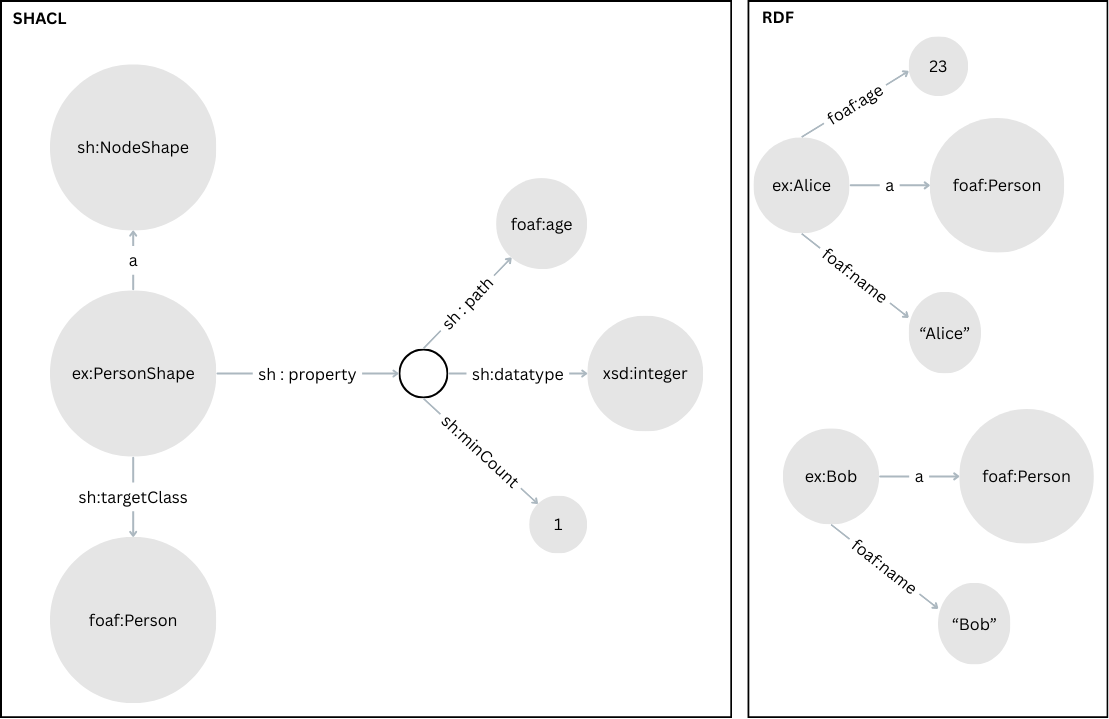 SHACL
sh:NodeShape
a
ex:PersonShape
sh : property
sh : path
foaf:age
sh:datatype
xsd:integer
sh:minCount
1
sh:targetClass
foaf:Person
RDF
foaf:age
23
ex:Alice
a
foaf:Person
foaf:name
“Alice”
ex:Bob
a
foaf:Person
foaf:name
“Bob”